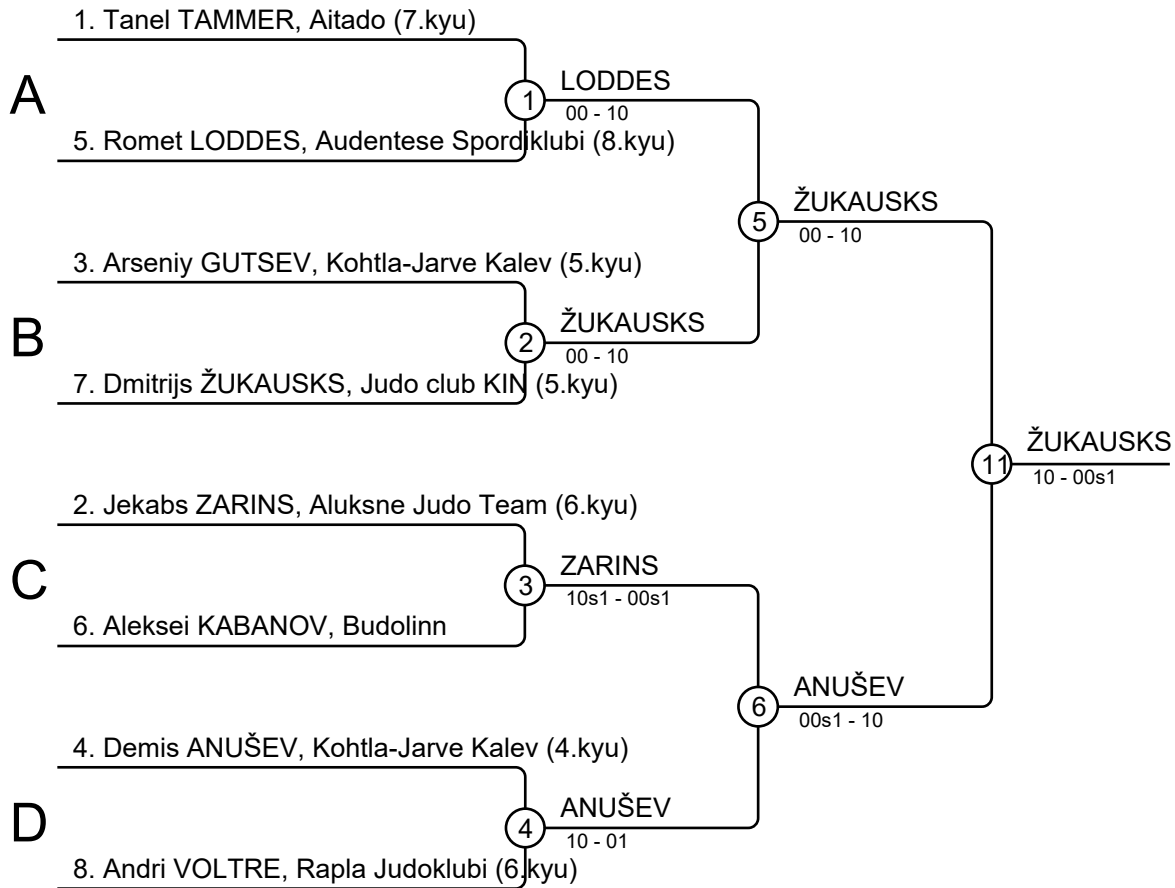 1. Tanel TAMMER, Aitado (7.kyu)
A
1
LODDES
00 - 10
5. Romet LODDES, Audentese Spordiklubi (8.kyu)
5
ŽUKAUSKS
00 - 10
3. Arseniy GUTSEV, Kohtla-Jarve Kalev (5.kyu)
B
2
ŽUKAUSKS
00 - 10
7. Dmitrijs ŽUKAUSKS, Judo club KIN (5.kyu)
11
ŽUKAUSKS
10 - 00s1
2. Jekabs ZARINS, Aluksne Judo Team (6.kyu)
C
3
ZARINS
10s1 - 00s1
6. Aleksei KABANOV, Budolinn
6
ANUŠEV
00s1 - 10
4. Demis ANUŠEV, Kohtla-Jarve Kalev (4.kyu)
D
4
ANUŠEV
10 - 01
8. Andri VOLTRE, Rapla Judoklubi (6.kyu)